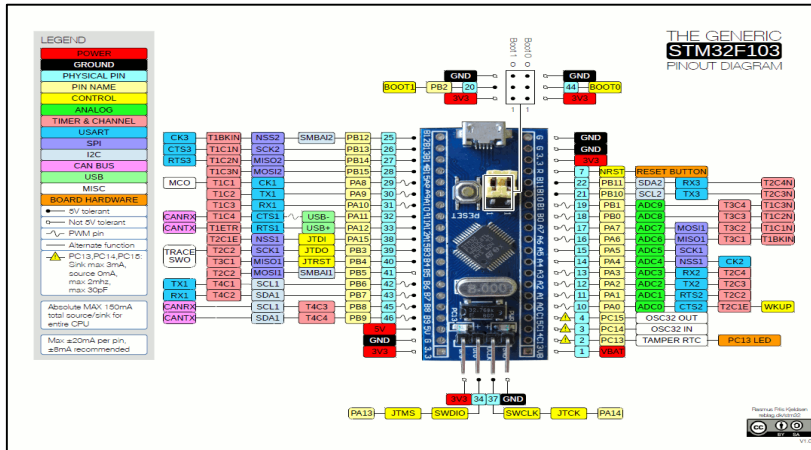 LEGEND
POWER
GROUND
PHYSICAL PIN
PIN NAME
CONTROL
ANALOG
TIMER & CHANNEL
USART
SPI
I2C
CAN BUS
USB
MISC
BOARD HARDWARE
5V tolerant
Not 5V tolerant
PWM pin
Alternate function
PC13,PC14,PC15:
Sink max 3mA,
source 0mA,
max 2mhz,
max 30pF
Absolute MAX 150mA
total source/sink for
entire CPU
Max ±20mA per pin,
±8mA recommended
THE GENERIC
STM32F103
PINOUT DIAGRAM
Boot1 Boot0
GND GND
BOOT1 PB2 20 44 BOOT0
3V3 3V3
1 1
CK3 T1BKIN NSS2 SMBAI2 PB12 25
CTS3 T1C1N SCK2 PB13 26
RTS3 T1C2N MISO2 PB14 27
T1C3N MOSI2 PB15 28
MCO T1C1 CK1 PA8 29
T1C2 TX1 PA9 30
T1C3 RX1 PA10 31
CANRX T1C4 CTS1 USB- PA11 32
CANTX T1ETR RTS1 USB+ PA12 33
T2C1E NSS1 JTDI PA15 38
TRACE SWO T2C2 SCK1 JTDO PB3 39
T3C1 MISO1 JTRST PB4 40
T2C2 MOSI1 SMBAI PB5 41
TX1 T4C1 SCL1 PB6 42
RX1 T4C2 SDA1 PB7 43
CANRX SCL1 T4C3 PB8 45
CANTX SDA1 T4C4 PB9 46
5V
GND
3V3
RESET
8.000
GND
GND
3V3
7 NRST RESET BUTTON
22 PB11 SDA2 RX3 T2C4N
21 PB10 SCL2 TX3 T2C3N
19 PB1 ADC9 T3C4 T1C3N
18 PB0 ADC8 T3C3 T1C2N
17 PA7 ADC7 MOSI1 T3C2 T1C1N
16 PA6 ADC6 MISO1 T3C1 T1BKIN
15 PA5 ADC5 SCK1
14 PA4 ADC4 NSS1 CK2
13 PA3 ADC3 RX2 T2C4
12 PA2 ADC2 TX2 T2C3
11 PA1 ADC1 RTS2 T2C2
10 PA0 ADC0 CTS2 T2C1E WKUP
4 PC15 OSC32 OUT
3 PC14 OSC32 IN
2 PC13 TAMPER RTC PC13 LED
1 VBAT
3V3 34 37 GND
PA13 JTMS SWDIO SWCLK JTCK PA14
reblag.dk/stm32
CC BY SA